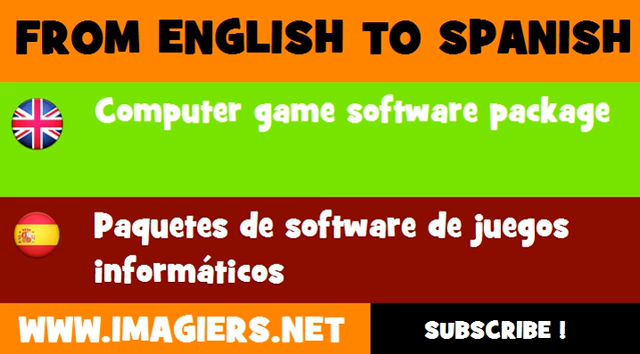 FROM ENGLISH TO SPANISH
Computer game software package
Paquetes de software de juegos
informáticos
WWW.IMAGIERS.NET
SUBSCRIBE !